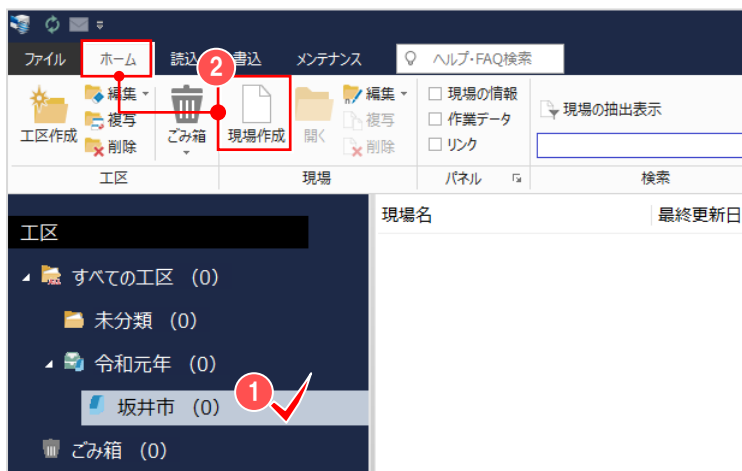 ファイル ホーム 読込 書込 メンテナンス ヘルプ・FAQ検索
2
工区作成 編集 複写 削除 ごみ箱 現場作成 開く 編集 複写 削除
現場の情報
作業データ
リンク
現場の抽出表示
工区 現場 パネル 検索
工区
現場名 最終更新日
すべての工区 (0)
未分類 (0)
令和元年 (0)
1
坂井市 (0)
ごみ箱 (0)